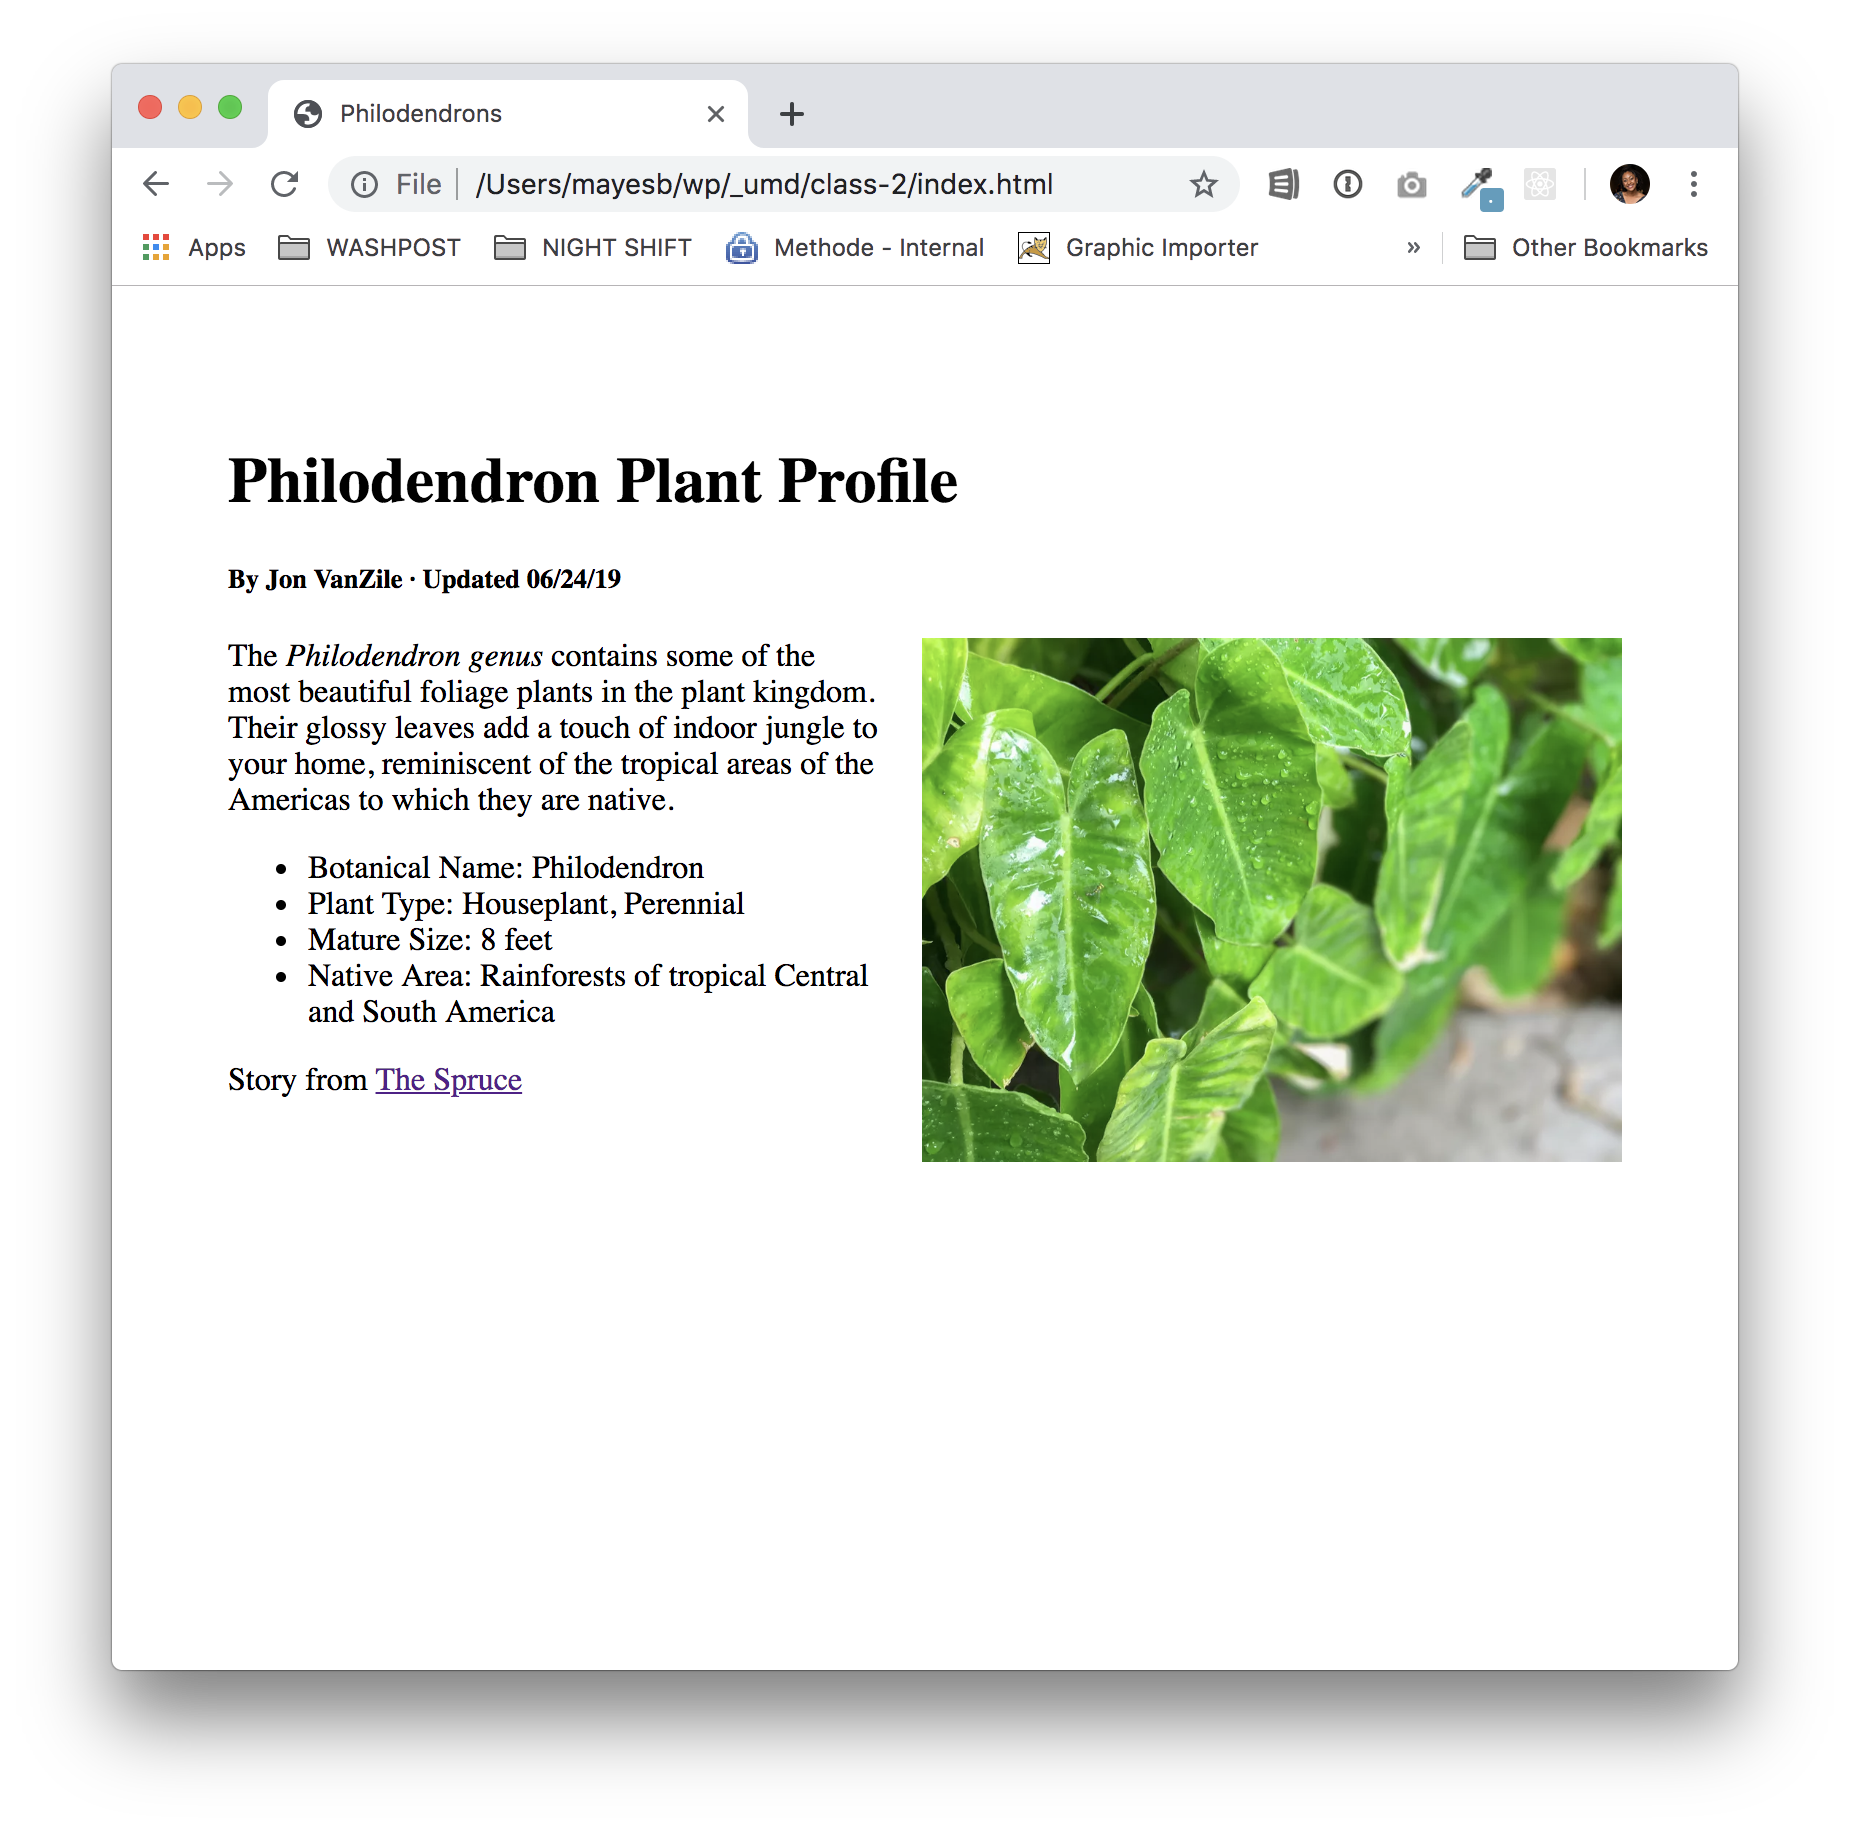 Philodendrons
File /Users/mayesb/wp/_umd/class-2/index.html
Apps WASHPOST NIGHT SHIFT Methode - Internal Graphic Importer » Other Bookmarks
Philodendron Plant Profile
By Jon VanZile · Updated 06/24/19
The Philodendron genus contains some of the
most beautiful foliage plants in the plant kingdom.
Their glossy leaves add a touch of indoor jungle to
your home, reminiscent of the tropical areas of the
Americas to which they are native.
• Botanical Name: Philodendron
• Plant Type: Houseplant, Perennial
• Mature Size: 8 feet
• Native Area: Rainforests of tropical Central
and South America
Story from The Spruce